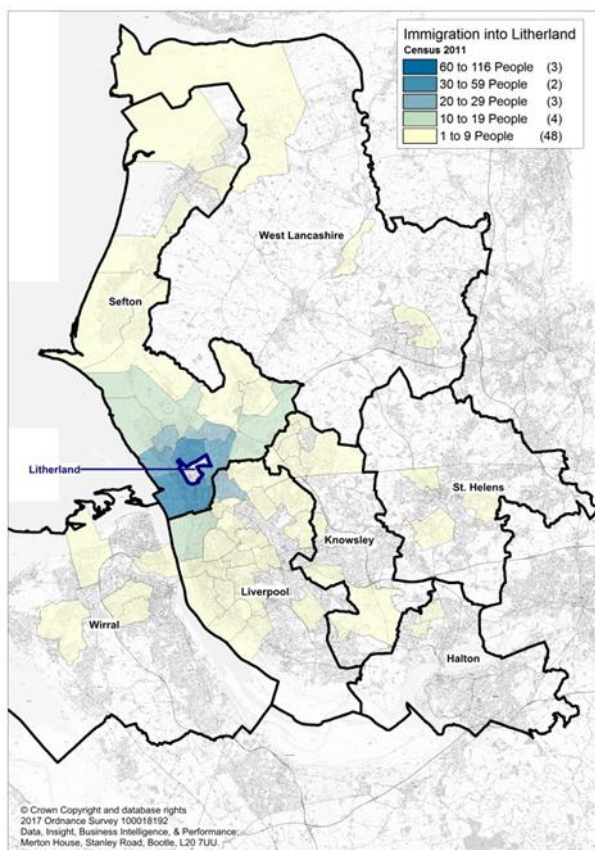 Immigration into Litherland
Census 2011
60 to 116 People (3)
30 to 59 People (2)
20 to 29 People (3)
10 to 19 People (4)
1 to 9 People (48)
West Lancashire
Sefton
Litherland
St. Helens
Knowsley
Liverpool
Wirral
Halton
© Crown Copyright and database rights
2017 Ordnance Survey 100018192
Data, Insight, Business Intelligence, & Performance,
Merton House, Stanley Road, Bootle, L20 7UU.